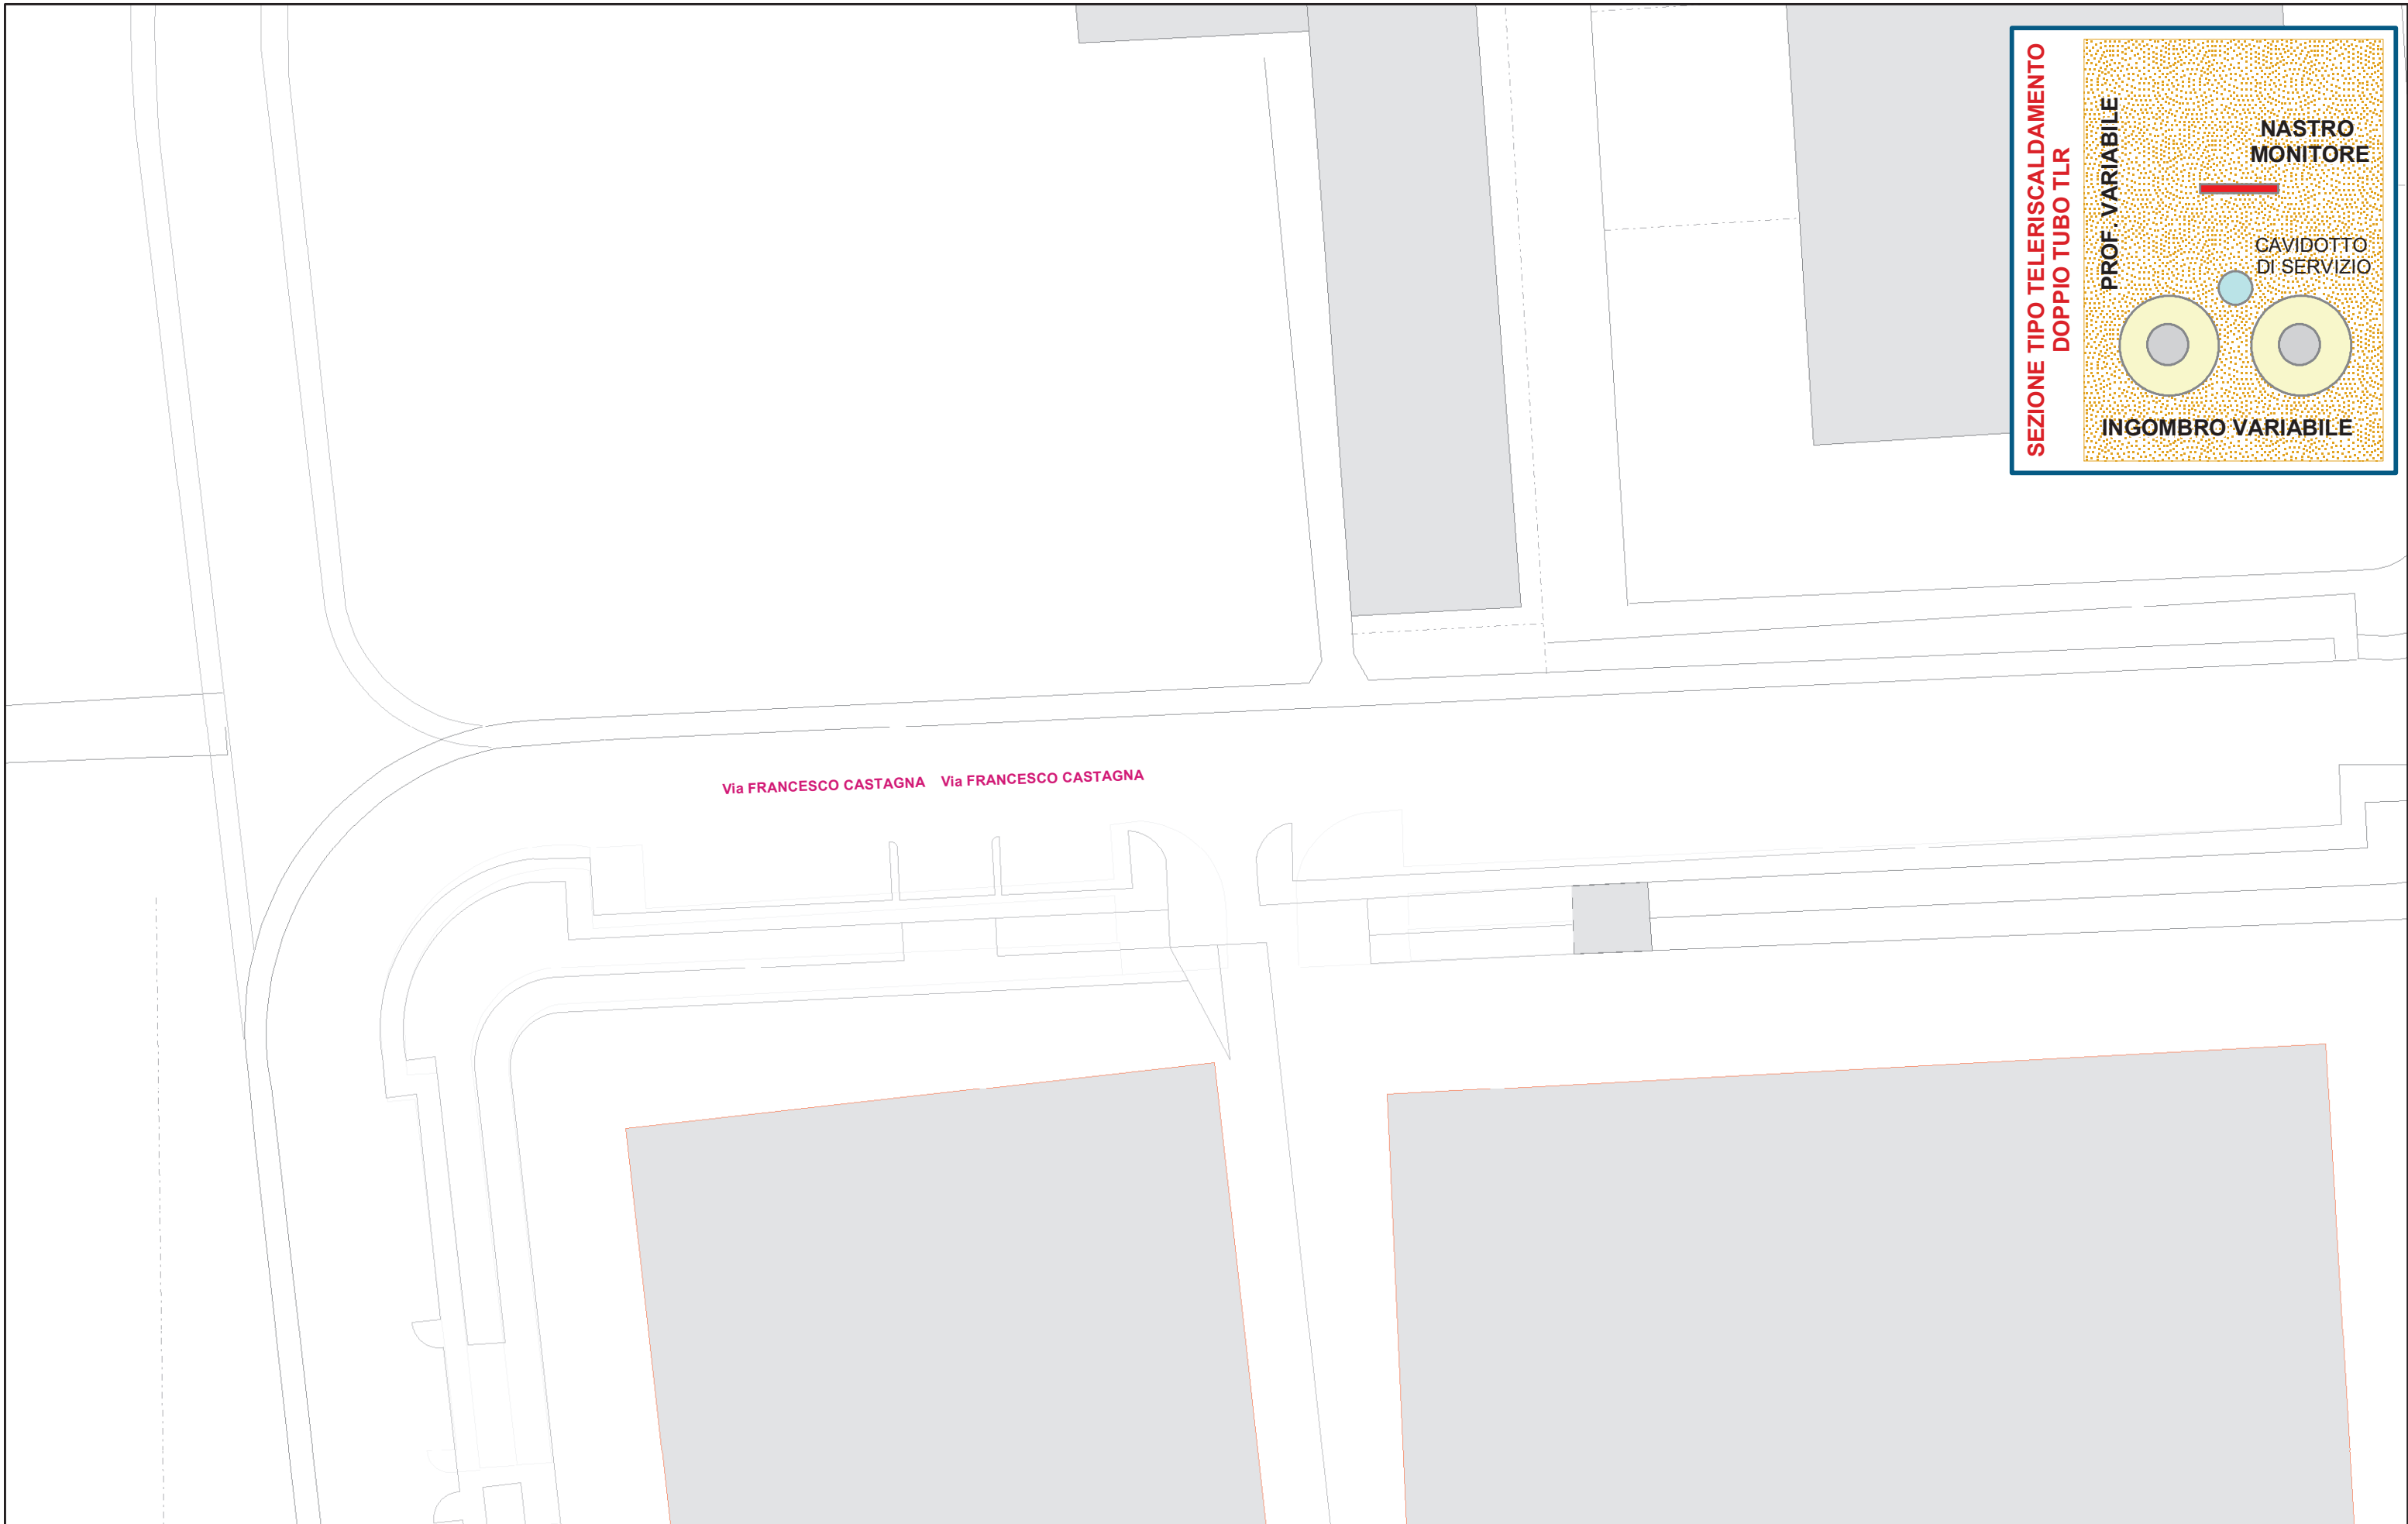 SEZIONE TIPO TELERISCALDAMENTO
DOPPIO TUBO TLR
PROF. VARIABILE
NASTRO
MONITORE
CAVIDOTTO
DI SERVIZIO
INGOMBRO VARIABILE
Via FRANCESCO CASTAGNA Via FRANCESCO CASTAGNA